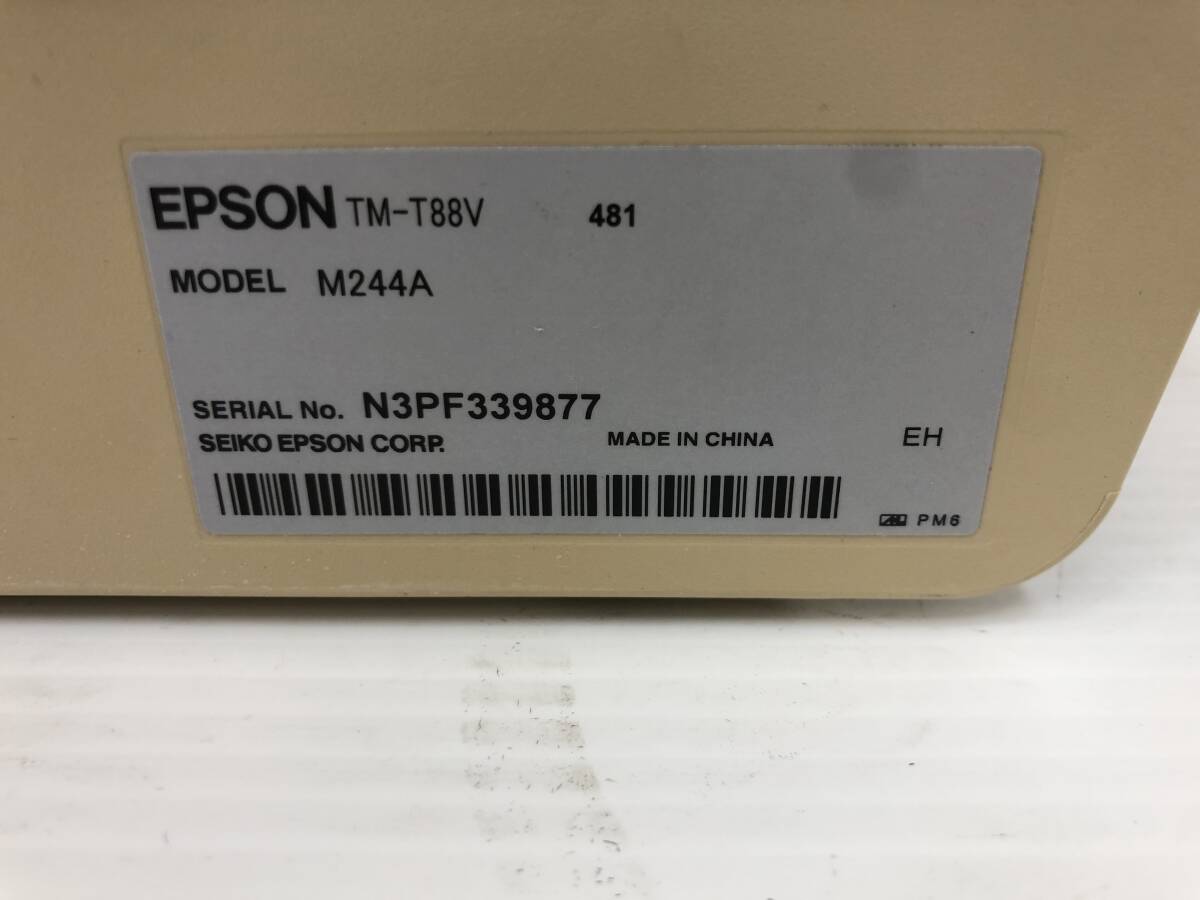 EPSON TM-T88V 481
MODEL M244A
SERIAL No. N3PF339877
SEIKO EPSON CORP. MADE IN CHINA EH
PM6